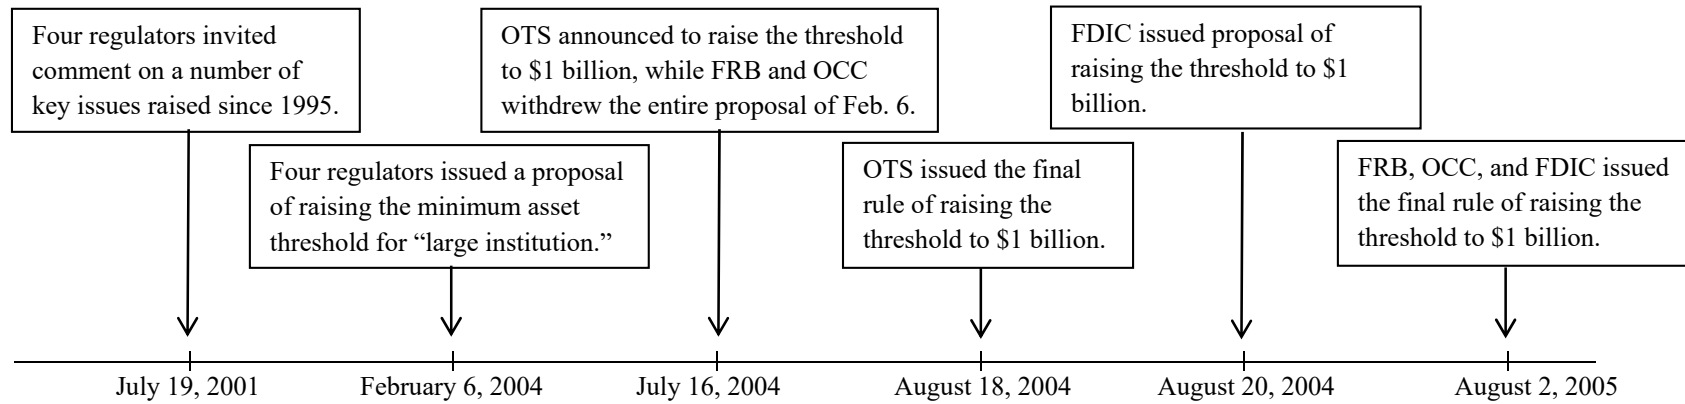 Four regulators invited
comment on a number of
key issues raised since 1995.
Four regulators issued a proposal
of raising the minimum asset
threshold for “large institution.”
OTS announced to raise the threshold
to $1 billion, while FRB and OCC
withdrew the entire proposal of Feb. 6.
OTS issued the final
rule of raising the
threshold to $1 billion.
FDIC issued proposal of
raising the threshold to $1
billion.
FRB, OCC, and FDIC issued
the final rule of raising the
threshold to $1 billion.
July 19, 2001
February 6, 2004
July 16, 2004
August 18, 2004
August 20, 2004
August 2, 2005